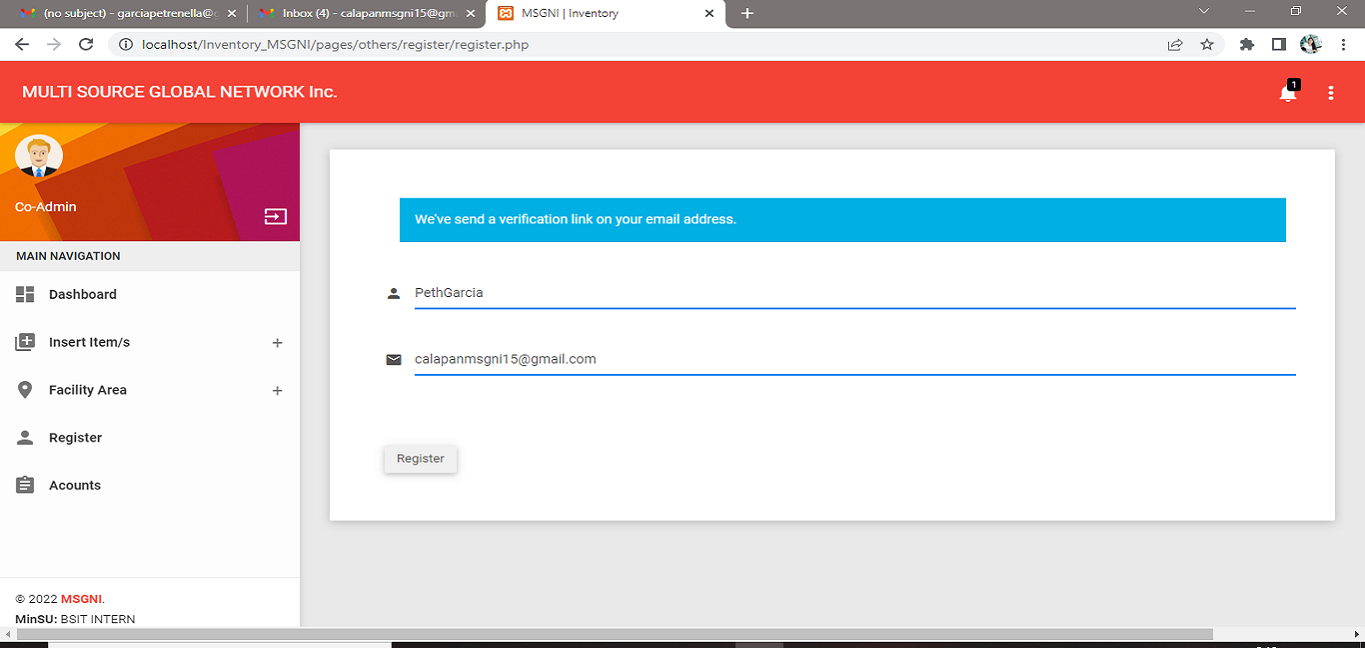 (no subject) - garciapetrenella@g
Inbox (4) - calapanmsgni15@gm
MSGNI | Inventory
localhost/Inventory_MSGNI/pages/others/register/register.php
MULTI SOURCE GLOBAL NETWORK Inc.
1
Co-Admin
MAIN NAVIGATION
Dashboard
Insert Item/s
Facility Area
Register
Acounts
© 2022 MSGNI.
MinSU: BSIT INTERN
We've send a verification link on your email address.
PethGarcia
calapanmsgni15@gmail.com
Register